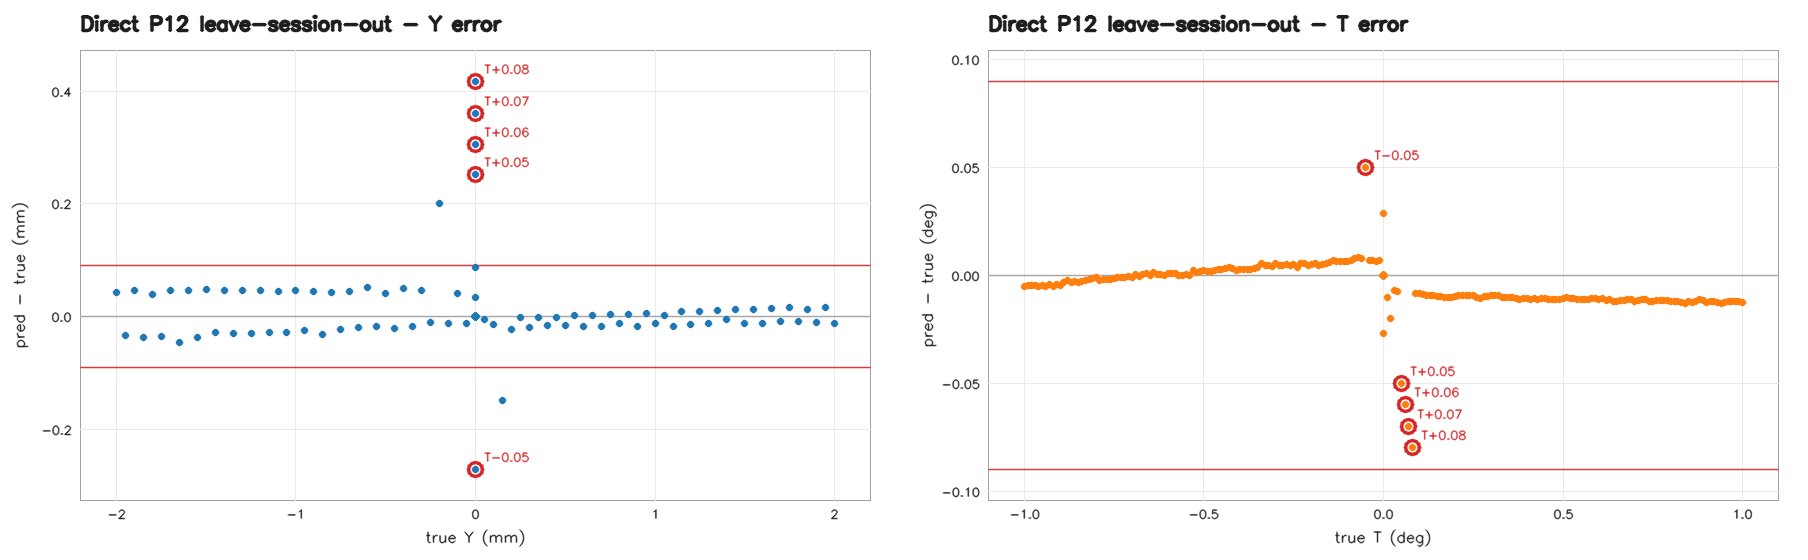 Direct P12 leave-session-out - Y error
T+0.08
T+0.07
T+0.06
T+0.05
T-0.05
0.4
0.2
0.0
-0.2
pred - true (mm)
-2
-1
0
1
2
true Y (mm)
Direct P12 leave-session-out - T error
T-0.05
T+0.05
T+0.06
T+0.07
T+0.08
0.10
0.05
0.00
-0.05
-0.10
pred - true (deg)
-1.0
-0.5
0.0
0.5
1.0
true T (deg)